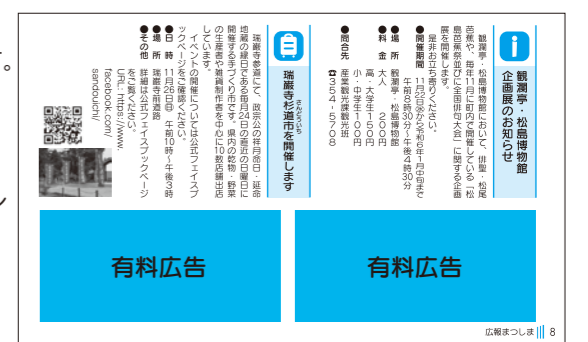 観瀾亭・松島博物館
企画展のお知らせ
観瀾亭・松島博物館において、俳聖・松尾
芭蕉や、毎年11月に町内で開催している「松
島芭蕉祭並びに全国俳句大会」に関する企画
展を開催します。
是非お立ち寄りください。
●開催期間 11月2日㈭から令和6年1月中旬まで
午前8時30分〜午後4時30分
●場所 観瀾亭・松島博物館
●料金 大人 200円
高・大学生150円
小・中学生100円
●問合先 産業観光課観光班
☎354-5708
さんどういち
瑞巌寺杉道市を開催します
瑞巌寺参道にて、政宗公の祥月命日・延命
地蔵の縁日である毎月24日の直近の日曜日に
開催する手づくり市です。県内の乾物・野菜
の生産者や雑貨制作者を中心に10数店舗出店
しています。
イベントの開催については公式フェイスブ
ックページをご確認ください。
●日時 11月26日㈰ 午前10時〜午後3時
●場所 瑞巌寺前道路
●その他 詳細は公式フェイスブックページ
をご覧ください。
URL:https://www.
facebook.com/
sandouichi/
有料広告
有料広告
広報まつしま 8
。